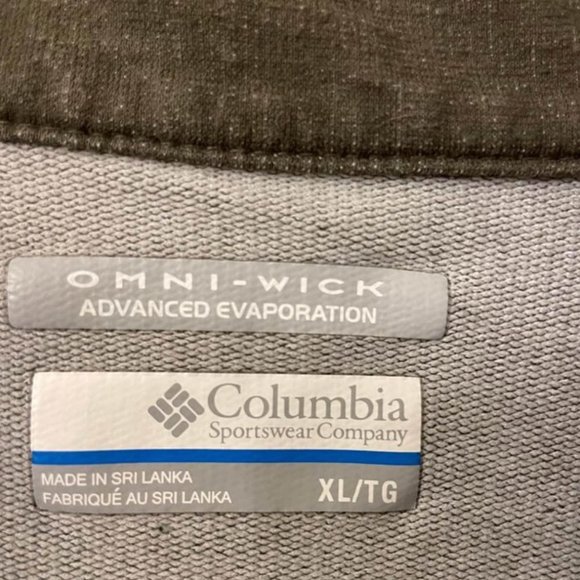 OMNI-WICK
ADVANCED EVAPORATION
Columbia
Sportswear Company
MADE IN SRI LANKA
FABRIQUÉ AU SRI LANKA
XL/TG